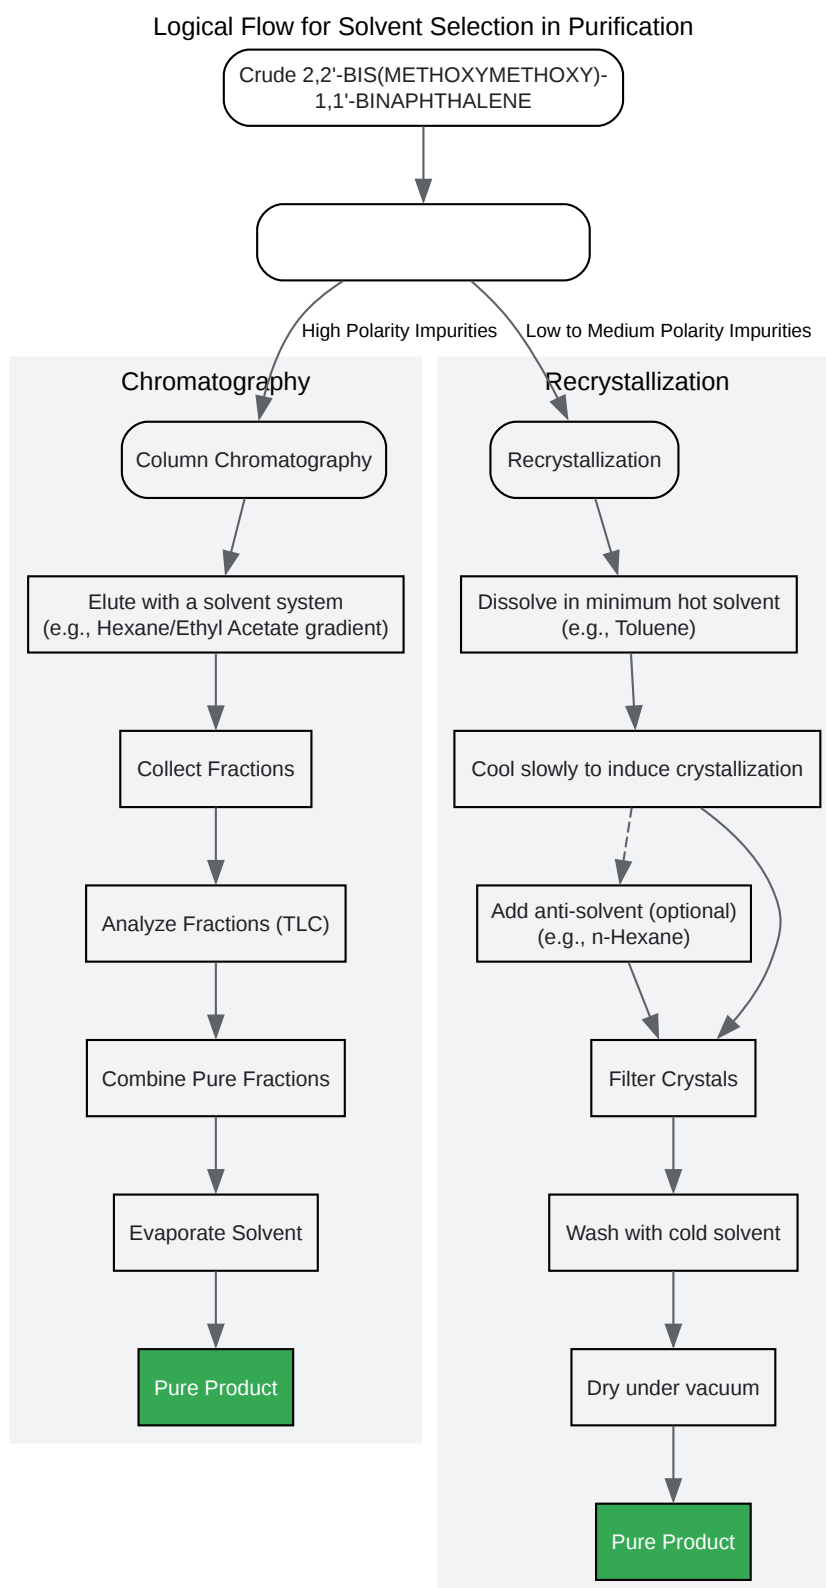 Logical Flow for Solvent Selection in Purification
Crude 2,2'-BIS(METHOXYMETHOXY)-
1,1'-BINAPHTHALENE
High Polarity Impurities
Low to Medium Polarity Impurities
Chromatography
Column Chromatography
Elute with a solvent system
(e.g., Hexane/Ethyl Acetate gradient)
Collect Fractions
Analyze Fractions (TLC)
Combine Pure Fractions
Evaporate Solvent
Pure Product
Recrystallization
Recrystallization
Dissolve in minimum hot solvent
(e.g., Toluene)
Cool slowly to induce crystallization
Add anti-solvent (optional)
(e.g., n-Hexane)
Filter Crystals
Wash with cold solvent
Dry under vacuum
Pure Product